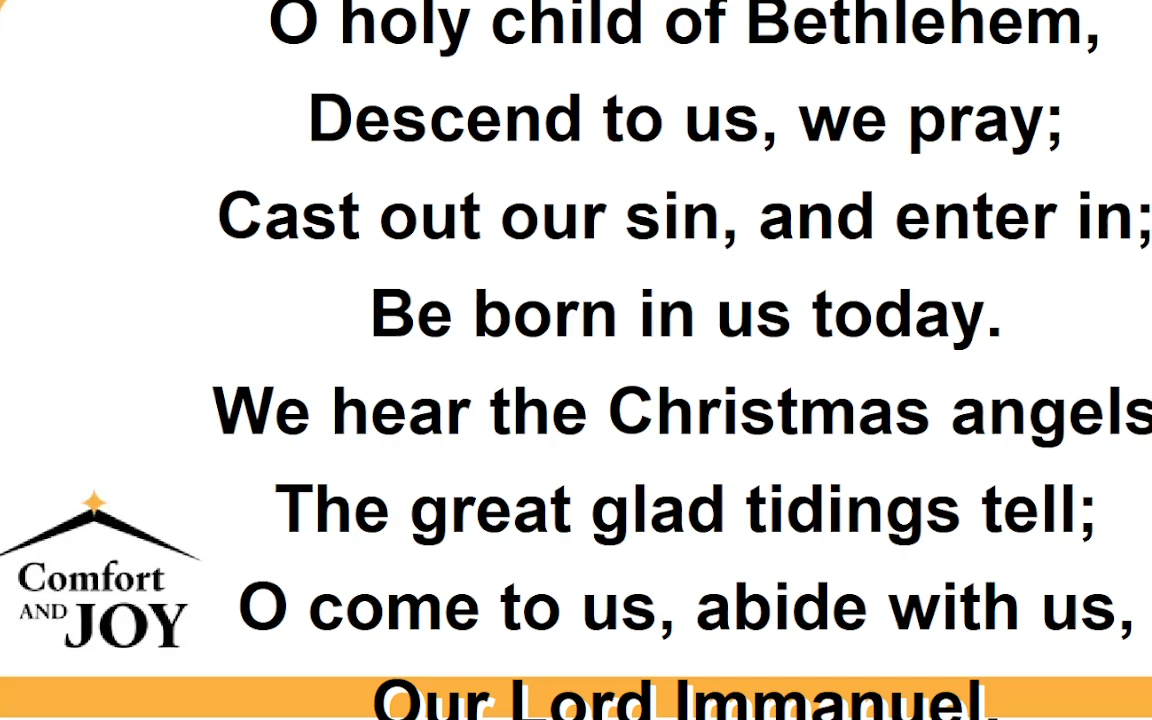 O holy child of Bethlehem,
Descend to us, we pray;
Cast out our sin, and enter in;
Be born in us today.
We hear the Christmas angels
The great glad tidings tell;
O come to us, abide with us,
Our Lord Immanuel.
Comfort
AND JOY